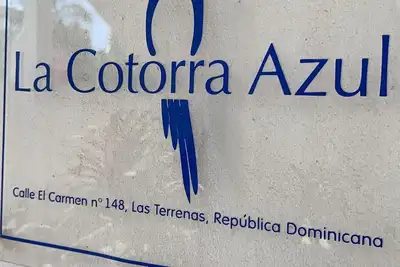 La Cotorra Azul
Calle El Carmen nº 148, Las Terrenas, República Dominicana